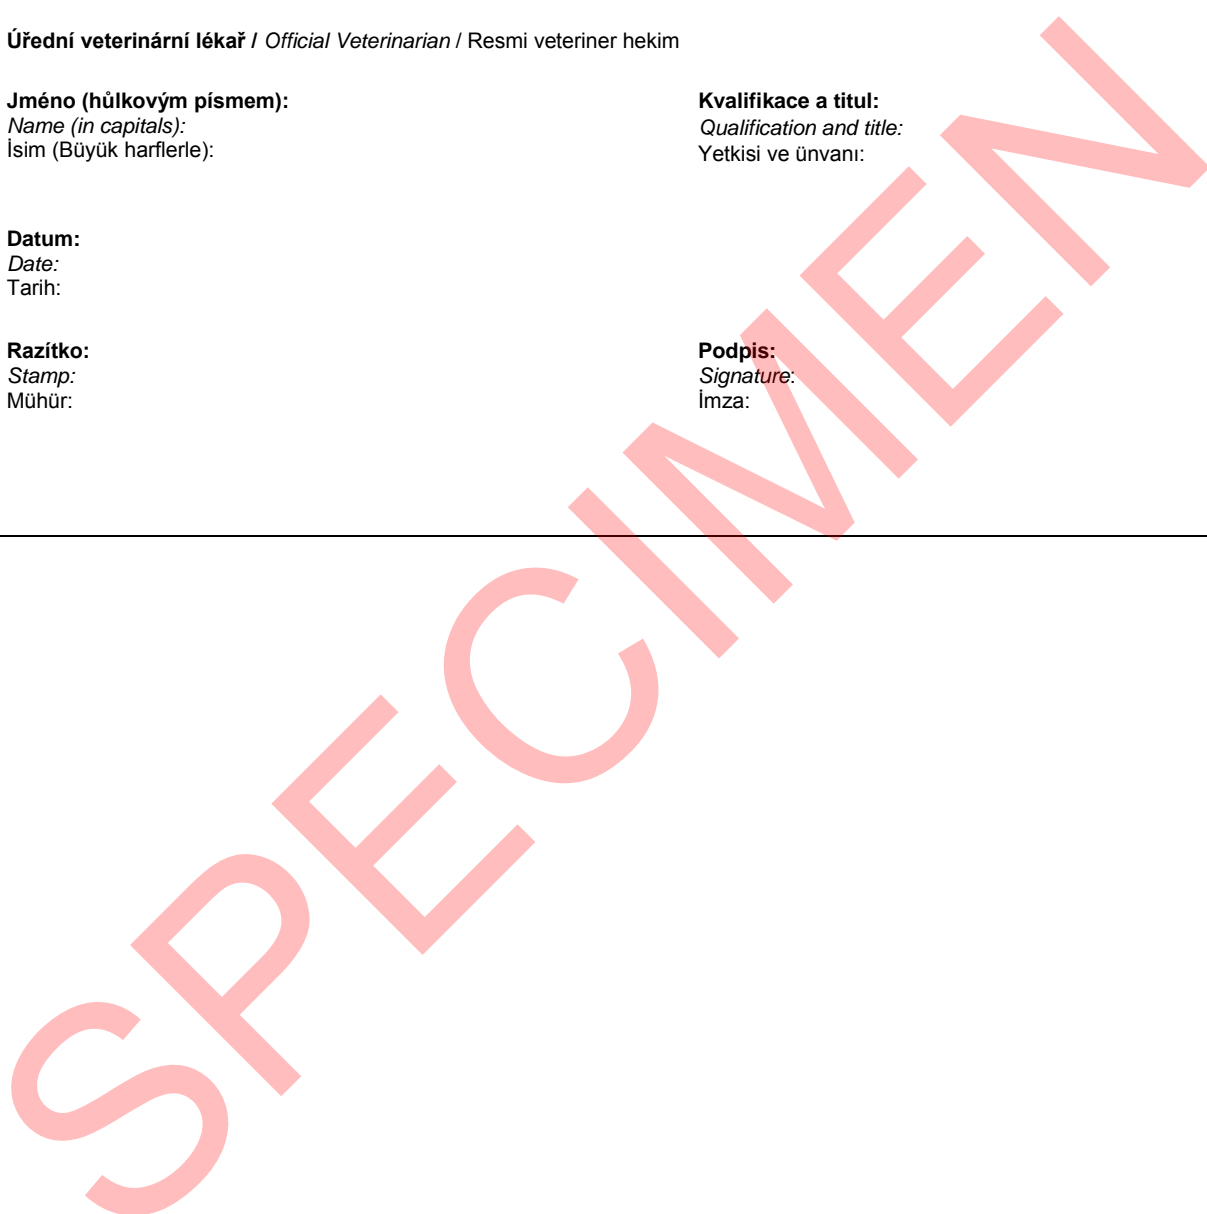 Úřední veterinární lékař / Official Veterinarian / Resmi veteriner hekim
Jméno (hůlkovým písmem):
Name (in capitals):
İsim (Büyük harflerle):
Kvalifikace a titul:
Qualification and title:
Yetkisi ve ünvanı:
Datum:
Date:
Tarih:
Razítko:
Stamp:
Mühür:
Podpis:
Signature:
İmza:
SPECIMEN